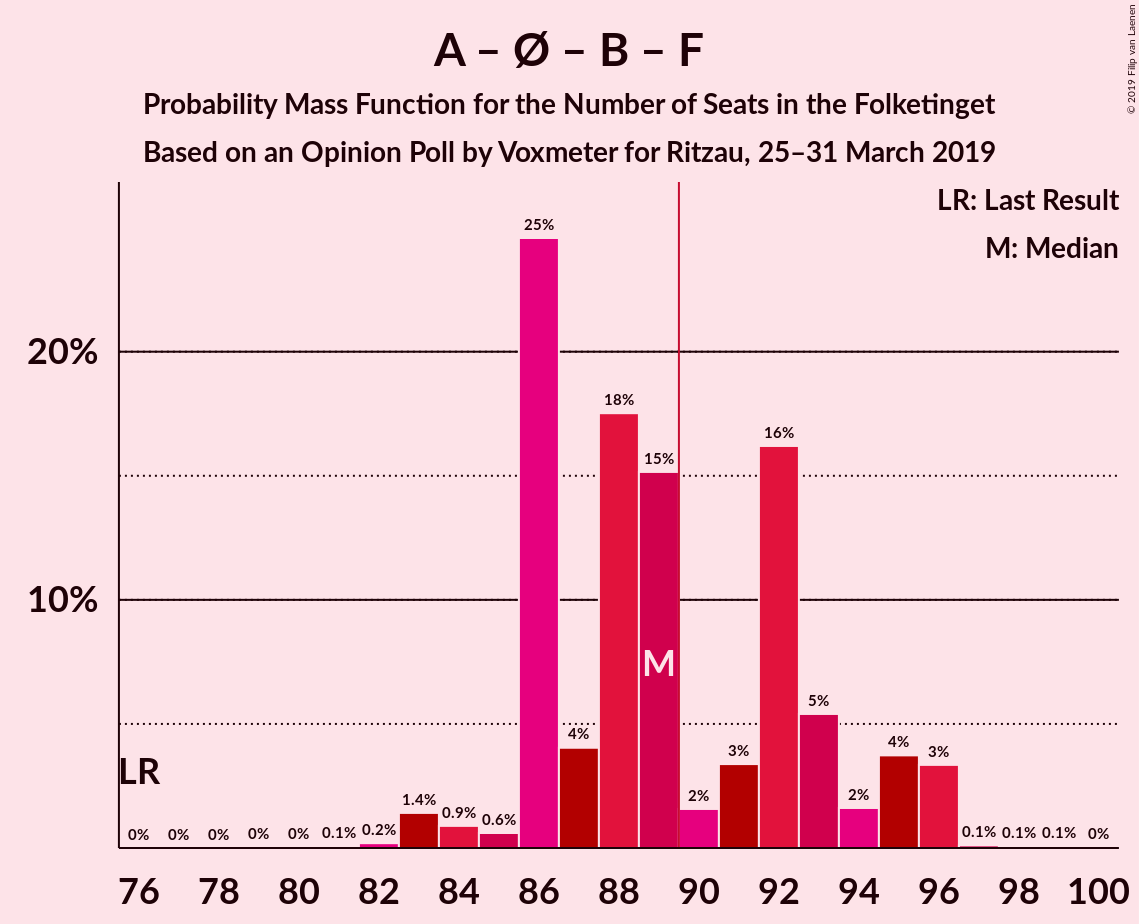 A – Ø – B – F
Probability Mass Function for the Number of Seats in the Folketinget
Based on an Opinion Poll by Voxmeter for Ritzau, 25–31 March 2019
© 2019 Filip van Laenen
LR: Last Result
M: Median
25%
20%
18%
16%
15%
10%
M
5%
4%
4%
3%
3%
LR
2%
2%
1.4%
0.9%
0.6%
0% 0% 0% 0% 0% 0.1% 0.2% 0.1% 0.1% 0.1% 0%
76 78 80 82 84 86 88 90 92 94 96 98 100